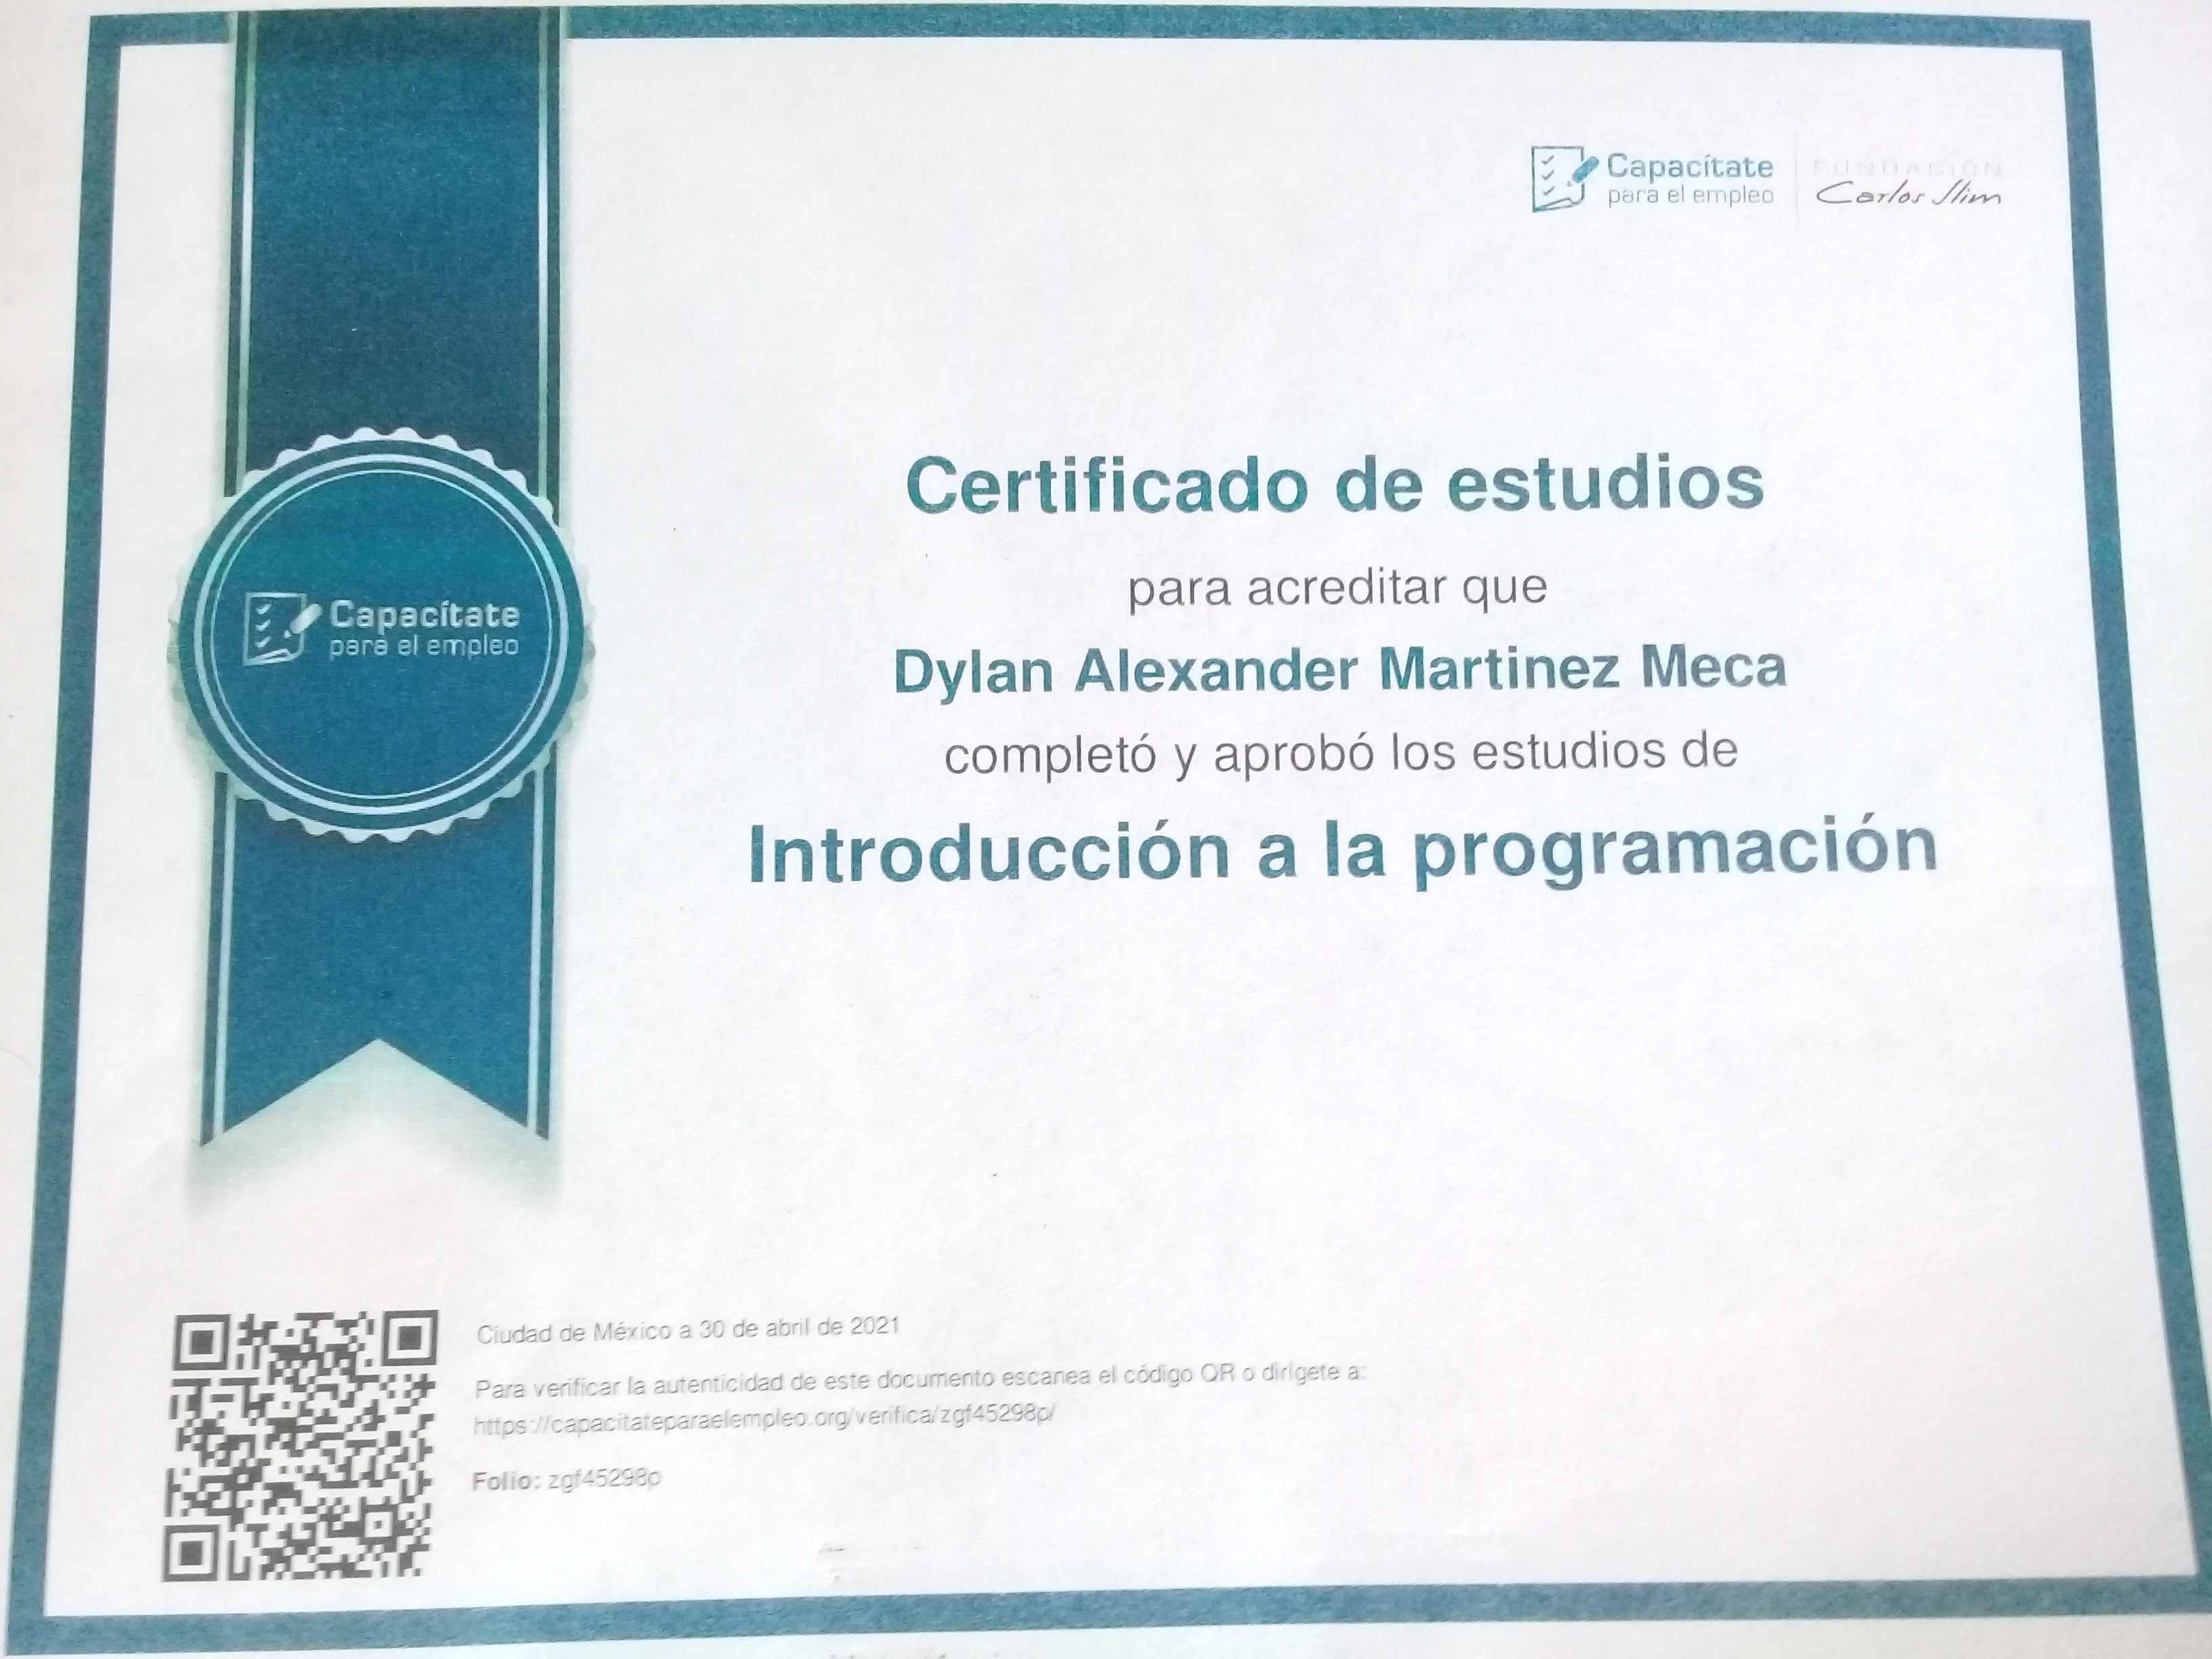 Capacítate
para el empleo
FUNDACIÓN
Carlos Slim
Certificado de estudios
para acreditar que
Dylan Alexander Martinez Meca
completó y aprobó los estudios de
Introducción a la programación
Capacítate
para el empleo
Ciudad de México a 30 de abril de 2021
Para verificar la autenticidad de este documento escanea el código QR o dirígete a:
https://capacitateparaelempleo.org/verifica/zgf45298p/
Folio: zgf45298p